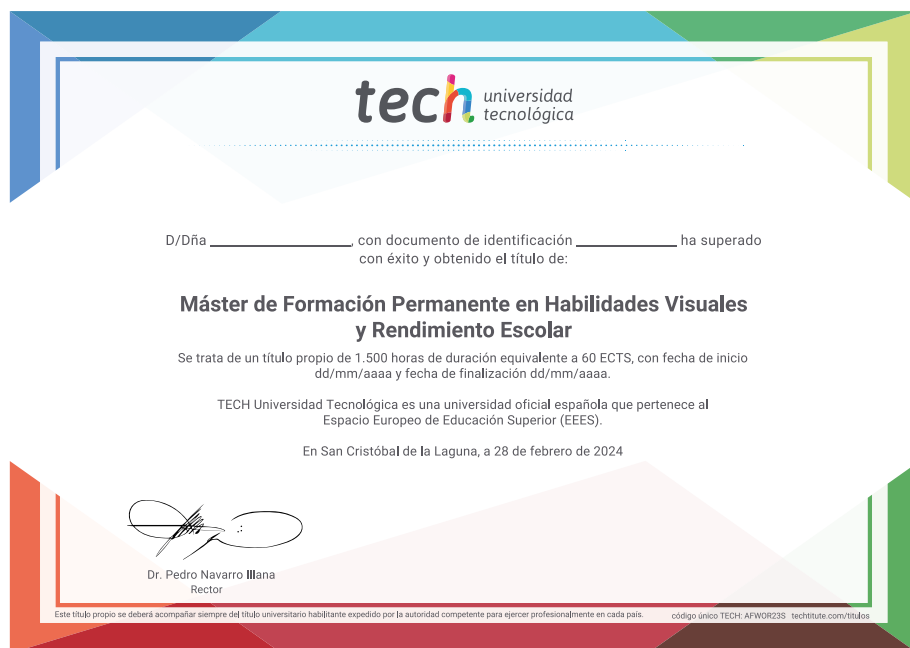 tech universidad
tecnológica
D/Dña ______________, con documento de identificación __________ ha superado
con éxito y obtenido el título de:
Máster de Formación Permanente en Habilidades Visuales
y Rendimiento Escolar
Se trata de un título propio de 1.500 horas de duración equivalente a 60 ECTS, con fecha de inicio
dd/mm/aaaa y fecha de finalización dd/mm/aaaa.
TECH Universidad Tecnológica es una universidad oficial española que pertenece al
Espacio Europeo de Educación Superior (EEES).
En San Cristóbal de la Laguna, a 28 de febrero de 2024
Dr. Pedro Navarro Illana
Rector
Este título propio se deberá acompañar siempre del título universitario habilitante expedido por la autoridad competente para ejercer profesionalmente en cada país. código único TECH: AFWOR23S techtitute.com/titulos